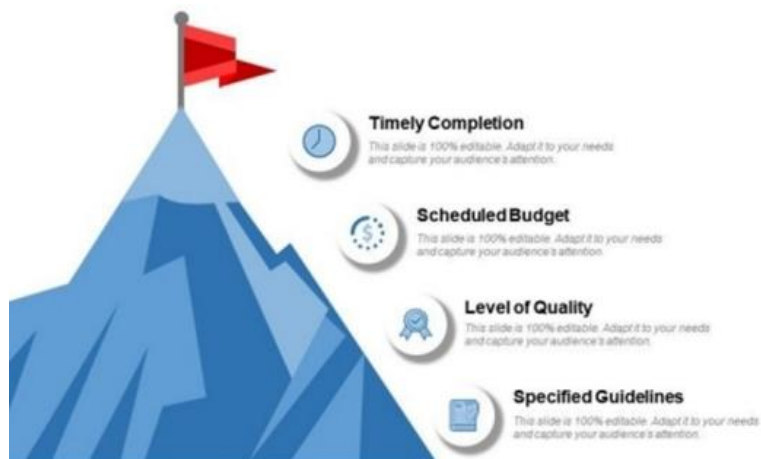 Timely Completion
This slide is 100% editable. Adapt it to your needs
and capture your audience's attention.
Scheduled Budget
This slide is 100% editable. Adapt it to your needs
and capture your audience's attention.
Level of Quality
This slide is 100% editable. Adapt it to your needs
and capture your audience's attention.
Specified Guidelines
This slide is 100% editable. Adapt it to your needs
and capture your audience's attention.